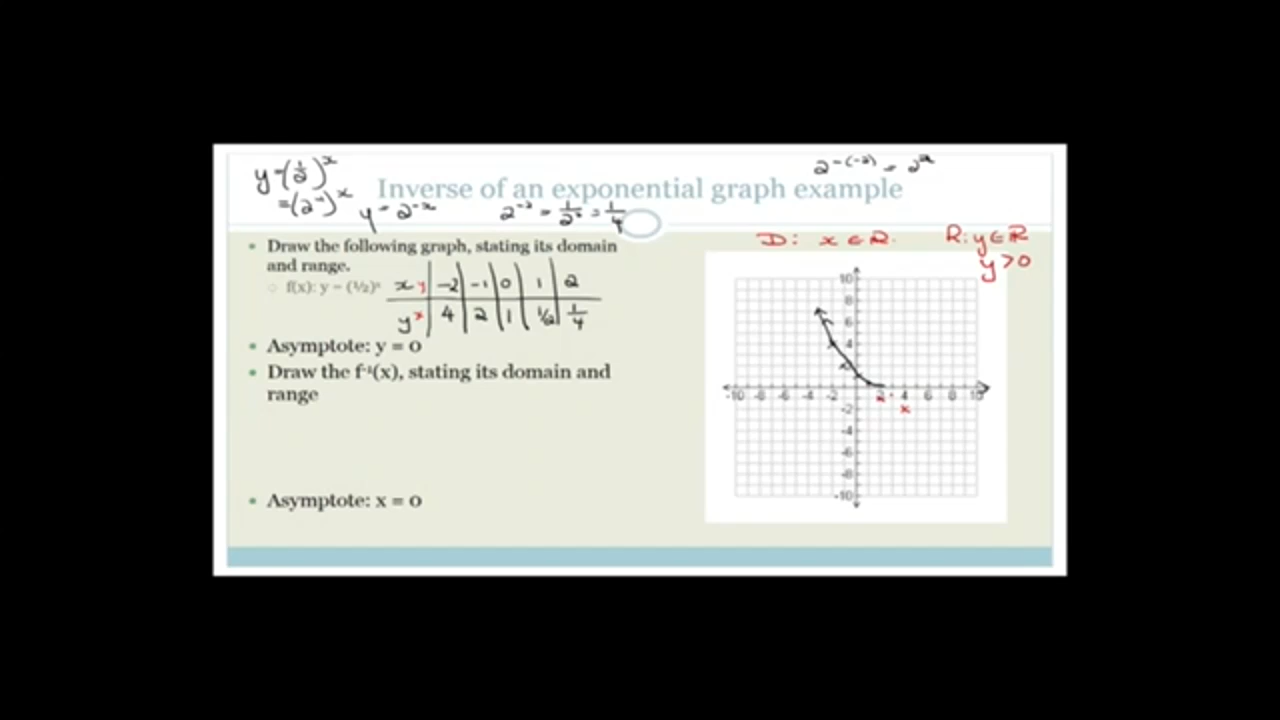 y=(½)ˣ
=(2⁻¹)ˣ
y=2⁻ˣ
2⁻² = 1/2² = 1/4
2⁻⁽⁻²⁾ = 2²
Inverse of an exponential graph example
D: x ∈ R.
R: y ∈ R
y > 0
• Draw the following graph, stating its domain
and range.
○ f(x): y = (½)ˣ
x y | -2 | -1 | 0 | 1 | 2
y x | 4 | 2 | 1 | 1/2 | 1/4
• Asymptote: y = 0
• Draw the f⁻¹(x), stating its domain and
range
• Asymptote: x = 0
10
8
6
4
2
-10 -8 -6 -4 -2 0 2 4 6 8 10
x
-2
-4
-6
-8
-10